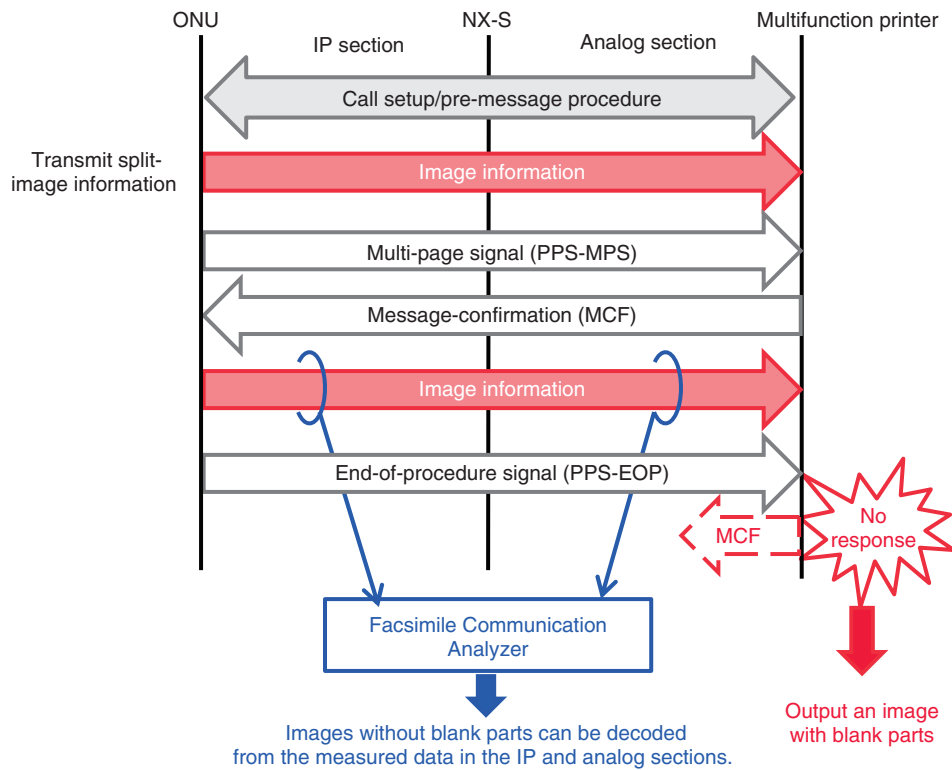 ONU
NX-S
Multifunction printer
IP section
Analog section
Call setup/pre-message procedure
Transmit split-
image information
Image information
Multi-page signal (PPS-MPS)
Message-confirmation (MCF)
Image information
End-of-procedure signal (PPS-EOP)
MCF
No
response
Facsimile Communication
Analyzer
Output an image
with blank parts
Images without blank parts can be decoded
from the measured data in the IP and analog sections.